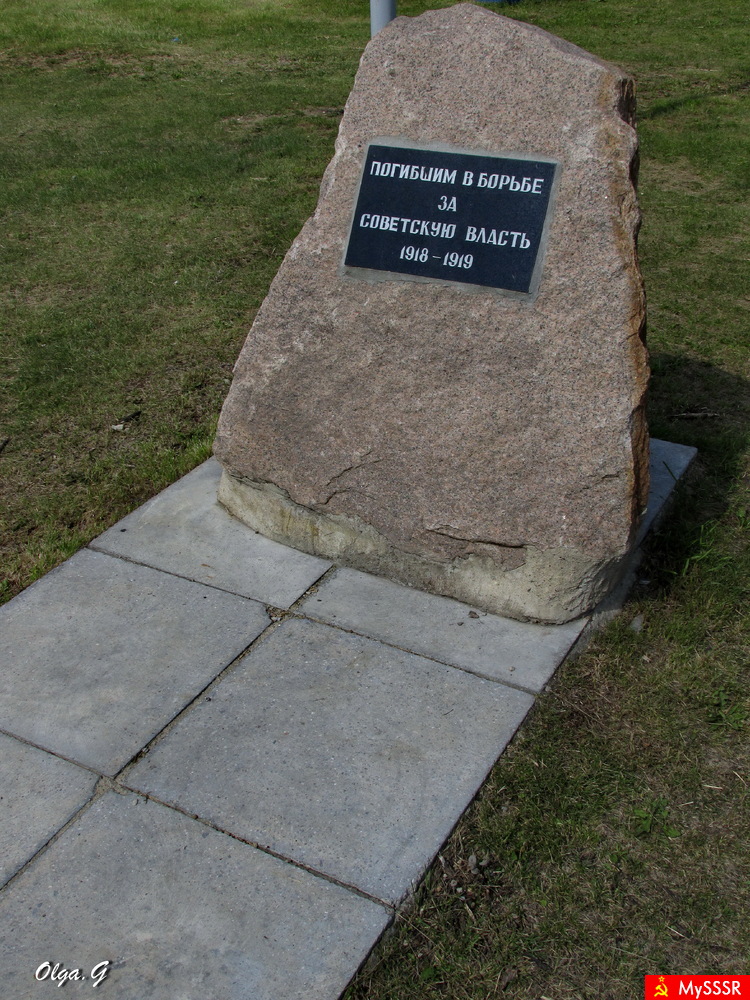 ПОГИБШИМ В БОРЬБЕ
ЗА
СОВЕТСКУЮ ВЛАСТЬ
1918 – 1919
Olga.G
MySSSR